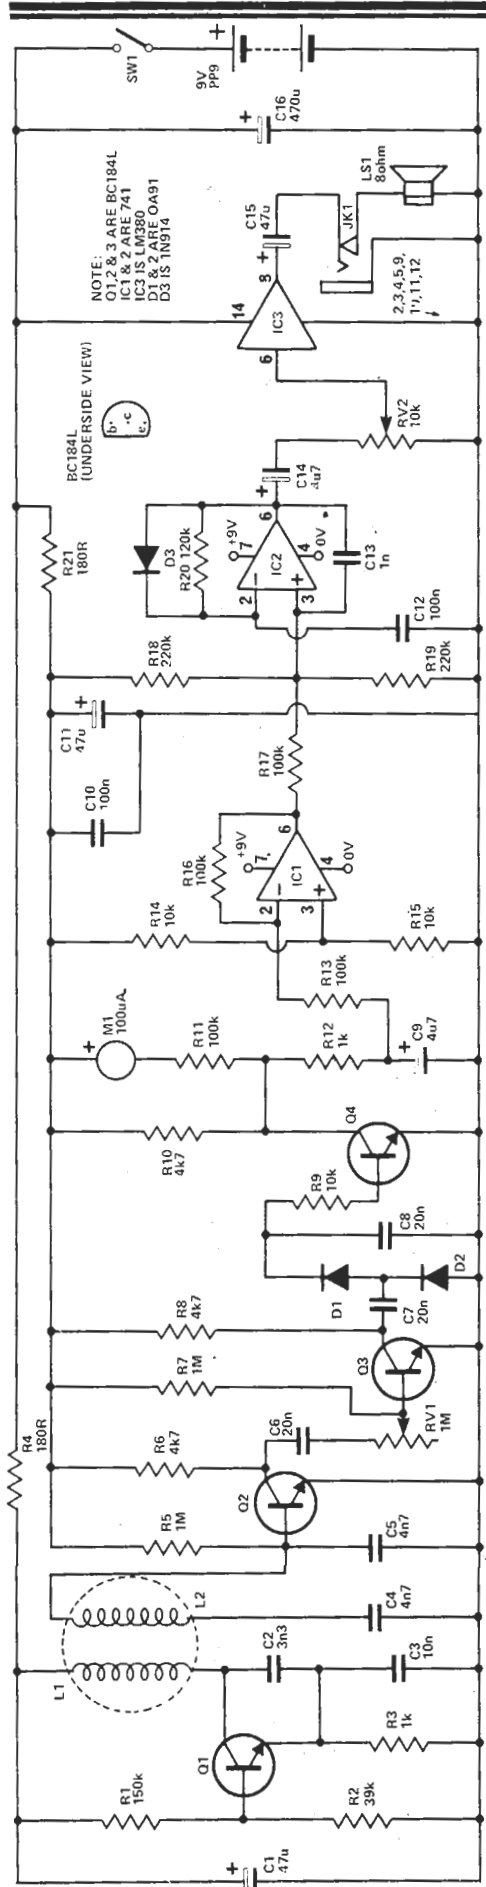 C1
47u
+
R1
150k
R2
39k
Q1
R3
1k
L1
L2
C2
3n3
C3
10n
C4
4n7
R4
180R
R5
1M
C5
4n7
R6
4k7
Q2
C6
20n
RV1
1M
R7
1M
R8
4k7
Q3
C7
20n
D1
D2
C8
20n
R9
10k
Q4
R10
4k7
M1
100uA
+
R11
100k
R12
1k
C9
4u7
+
R13
100k
R14
10k
R15
10k
R16
100k
2
3
7
+9V
4
0V
6
IC1
R17
100k
C10
100n
C11
47u
+
R18
220k
R19
220k
C12
100n
D3
R20 120k
2
3
7
+9V
4
0V
6
IC2
C13
1n
R21
180R
C14
4u7
+
RV2
10k
BC184L
(UNDERSIDE VIEW)
b
c
e
NOTE:
Q1,2 & 3 ARE BC184L
IC1 & 2 ARE 741
IC3 IS LM380
D1 & 2 ARE OA91
D3 IS 1N914
14
6
8
IC3
2,3,4,5,9,
11,12
C15
47u
+
JK1
LS1
8ohm
C16
470u
+
SW1
9V
PP9
+